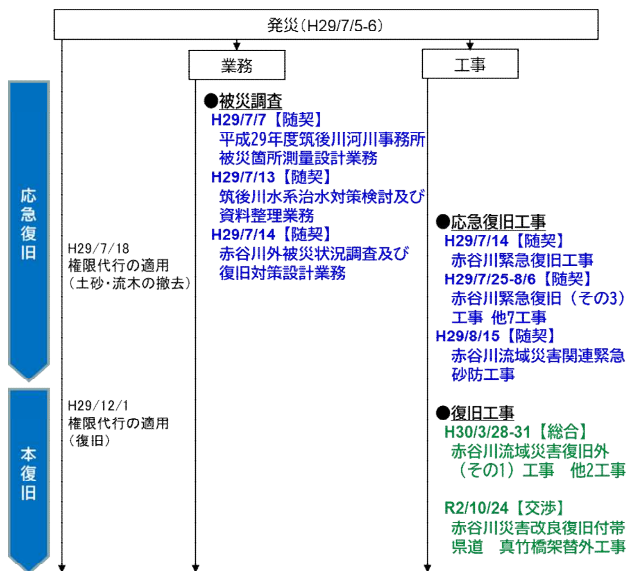 発災(H29/7/5-6)
業務
工事
応急復旧
本復旧
H29/7/18
権限代行の適用
(土砂・流木の撤去)
H29/12/1
権限代行の適用
(復旧)
●被災調査
H29/7/7【随契】
平成29年度筑後川河川事務所
被災箇所測量設計業務
H29/7/13【随契】
筑後川水系治水対策検討及び
資料整理業務
H29/7/14【随契】
赤谷川外被災状況調査及び
復旧対策設計業務
●応急復旧工事
H29/7/14【随契】
赤谷川緊急復旧工事
H29/7/25-8/6【随契】
赤谷川緊急復旧(その3)
工事 他7工事
H29/8/15【随契】
赤谷川流域災害関連緊急
砂防工事
●復旧工事
H30/3/28-31【総合】
赤谷川流域災害復旧外
(その1)工事 他2工事
R2/10/24【交渉】
赤谷川災害改良復旧付帯
県道 真竹橋架替外工事